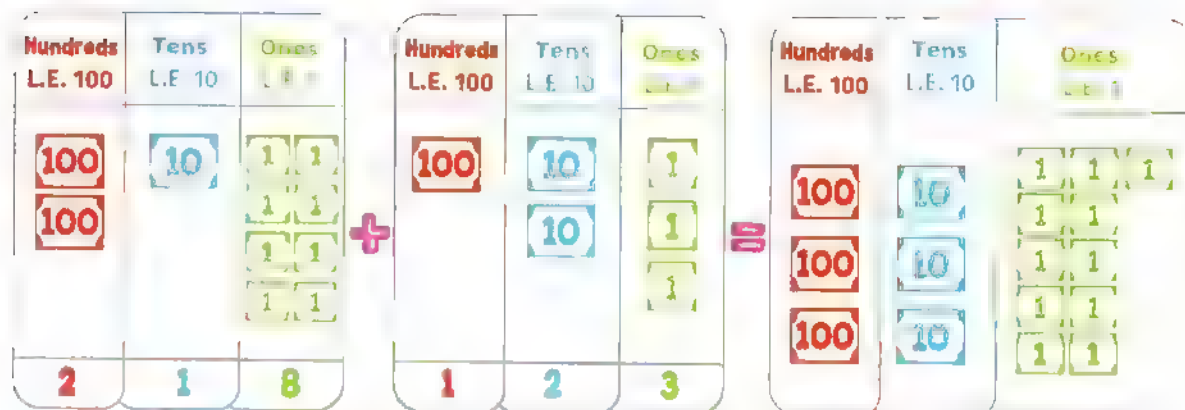 Hundreds Tens Ones
L.E. 100 L.E 10
100 10 1 1
100 1 1
1 1
1 1
2 1 8
+
Hundreds Tens Ones
L.E. 100 L.E 10
100 10 1
10 1
1
1 2 3
=
Hundreds Tens Ones
L.E. 100 L.E. 10
100 10 1 1 1
100 10 1 1
100 10 1 1
1 1
1 1